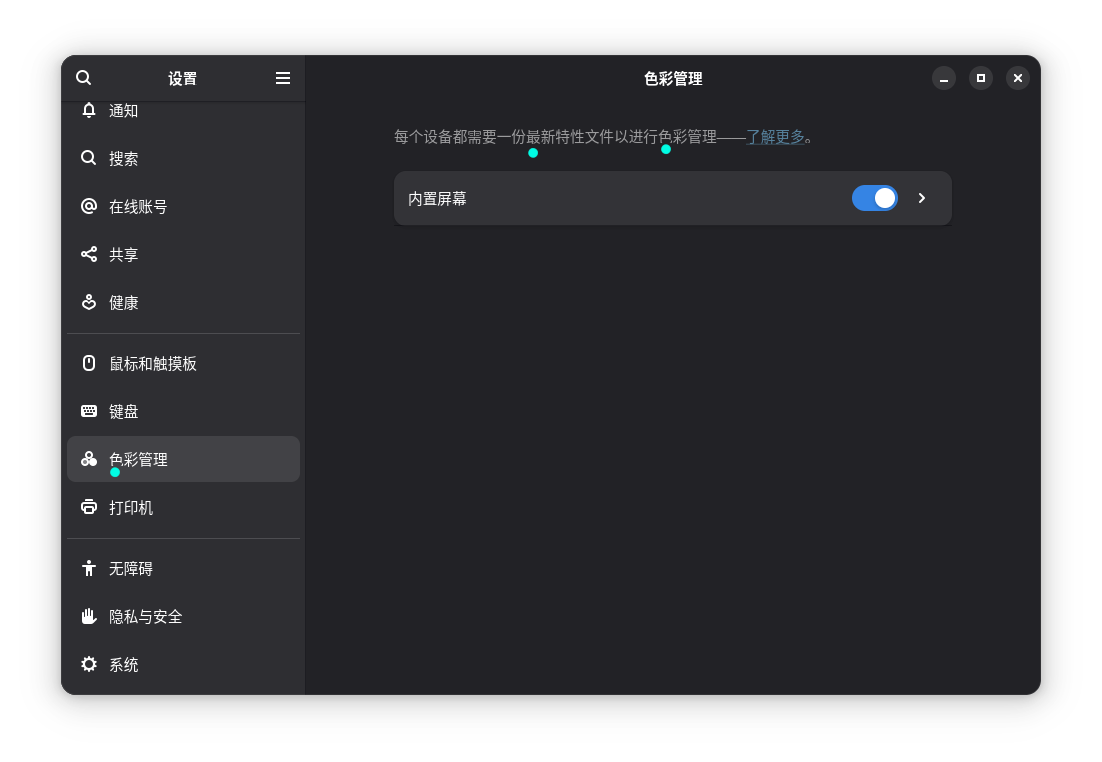 设置
通知
搜索
在线账号
共享
健康
鼠标和触摸板
键盘
色彩管理
打印机
无障碍
隐私与安全
系统
色彩管理
每个设备都需要一份最新特性文件以进行色彩管理——了解更多。
内置屏幕